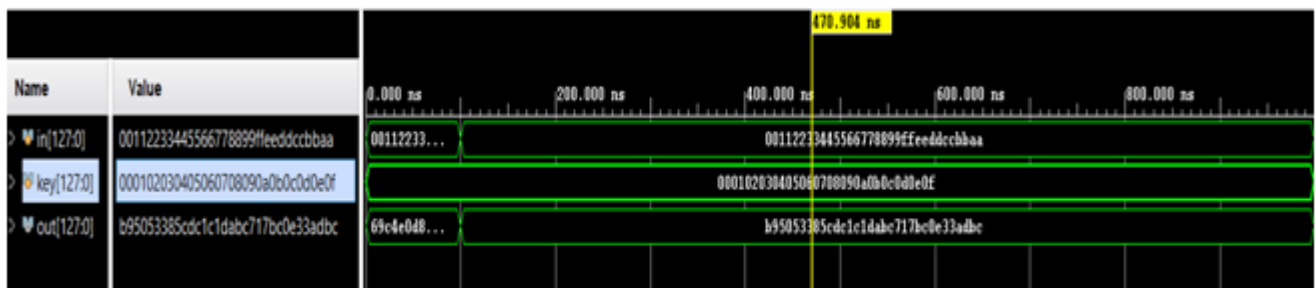 470.904 ns
Name Value 0.000 ns 200.000 ns 400.000 ns 600.000 ns 800.000 ns
in[127:0] 00112233445566778899ffeeddccbbaa 00112233... 00112233445566778899ffeeddccbbaa
key[127:0] 000102030405060708090a0b0c0d0e0f 000102030405060708090a0b0c0d0e0f
out[127:0] b95053385cdc1c1dabc717bc0e33adbc 69c4e0d8... b95053385cdc1c1dabc717bc0e33adbc